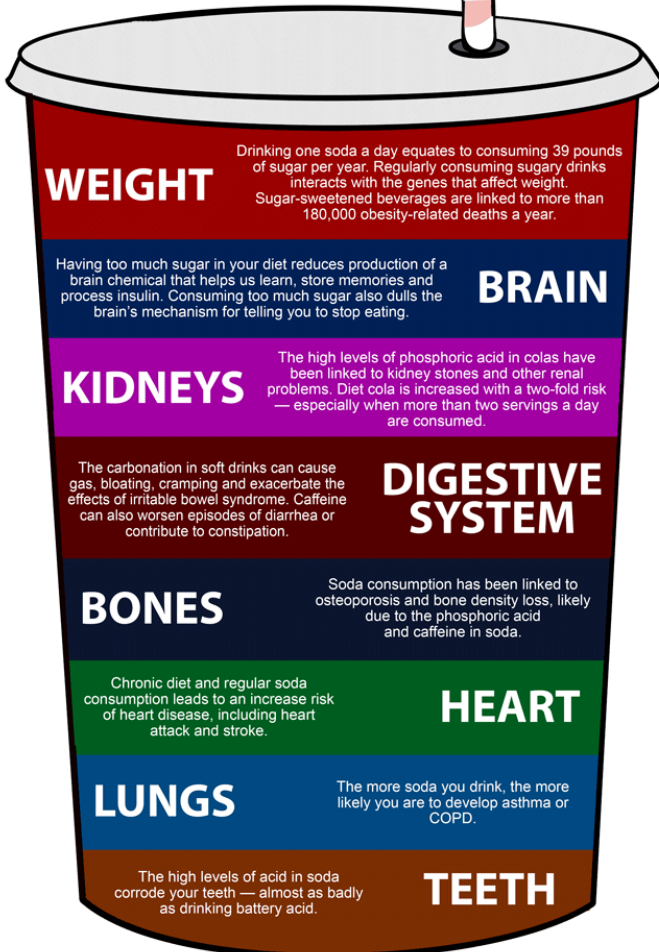 WEIGHT
Drinking one soda a day equates to consuming 39 pounds
of sugar per year. Regularly consuming sugary drinks
interacts with the genes that affect weight.
Sugar-sweetened beverages are linked to more than
180,000 obesity-related deaths a year.
Having too much sugar in your diet reduces production of a
brain chemical that helps us learn, store memories and
process insulin. Consuming too much sugar also dulls the
brain's mechanism for telling you to stop eating.
BRAIN
KIDNEYS
The high levels of phosphoric acid in colas have
been linked to kidney stones and other renal
problems. Diet cola is increased with a two-fold risk
— especially when more than two servings a day
are consumed.
The carbonation in soft drinks can cause
gas, bloating, cramping and exacerbate the
effects of irritable bowel syndrome. Caffeine
can also worsen episodes of diarrhea or
contribute to constipation.
DIGESTIVE
SYSTEM
BONES
Soda consumption has been linked to
osteoporosis and bone density loss, likely
due to the phosphoric acid
and caffeine in soda.
Chronic diet and regular soda
consumption leads to an increase risk
of heart disease, including heart
attack and stroke.
HEART
LUNGS
The more soda you drink, the more
likely you are to develop asthma or
COPD.
The high levels of acid in soda
corrode your teeth — almost as badly
as drinking battery acid.
TEETH